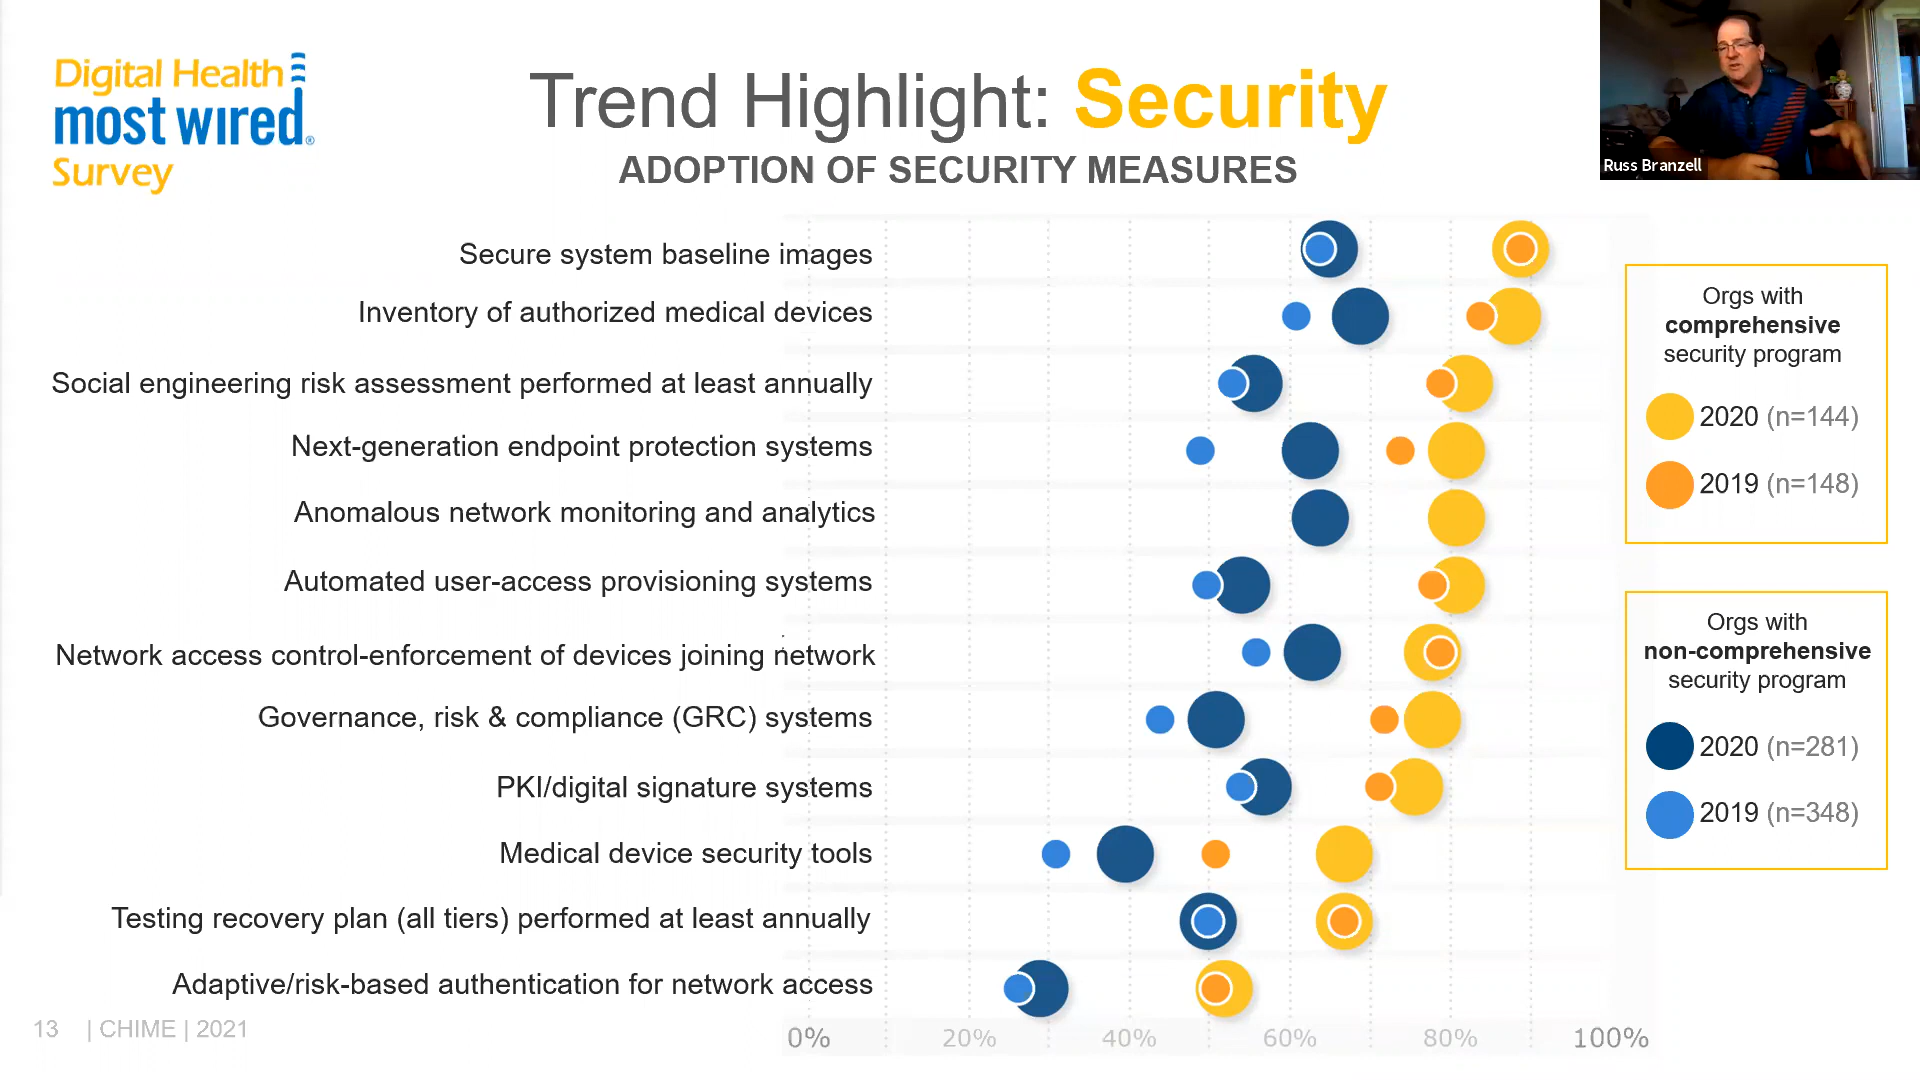 Digital Health
most wired®
Survey
Trend Highlight: Security
ADOPTION OF SECURITY MEASURES
Russ Branzell
Secure system baseline images
Inventory of authorized medical devices
Social engineering risk assessment performed at least annually
Next-generation endpoint protection systems
Anomalous network monitoring and analytics
Automated user-access provisioning systems
Network access control-enforcement of devices joining network
Governance, risk & compliance (GRC) systems
PKI/digital signature systems
Medical device security tools
Testing recovery plan (all tiers) performed at least annually
Adaptive/risk-based authentication for network access
0% 20% 40% 60% 80% 100%
Orgs with
comprehensive
security program
2020 (n=144)
2019 (n=148)
Orgs with
non-comprehensive
security program
2020 (n=281)
2019 (n=348)
13 | CHIME | 2021